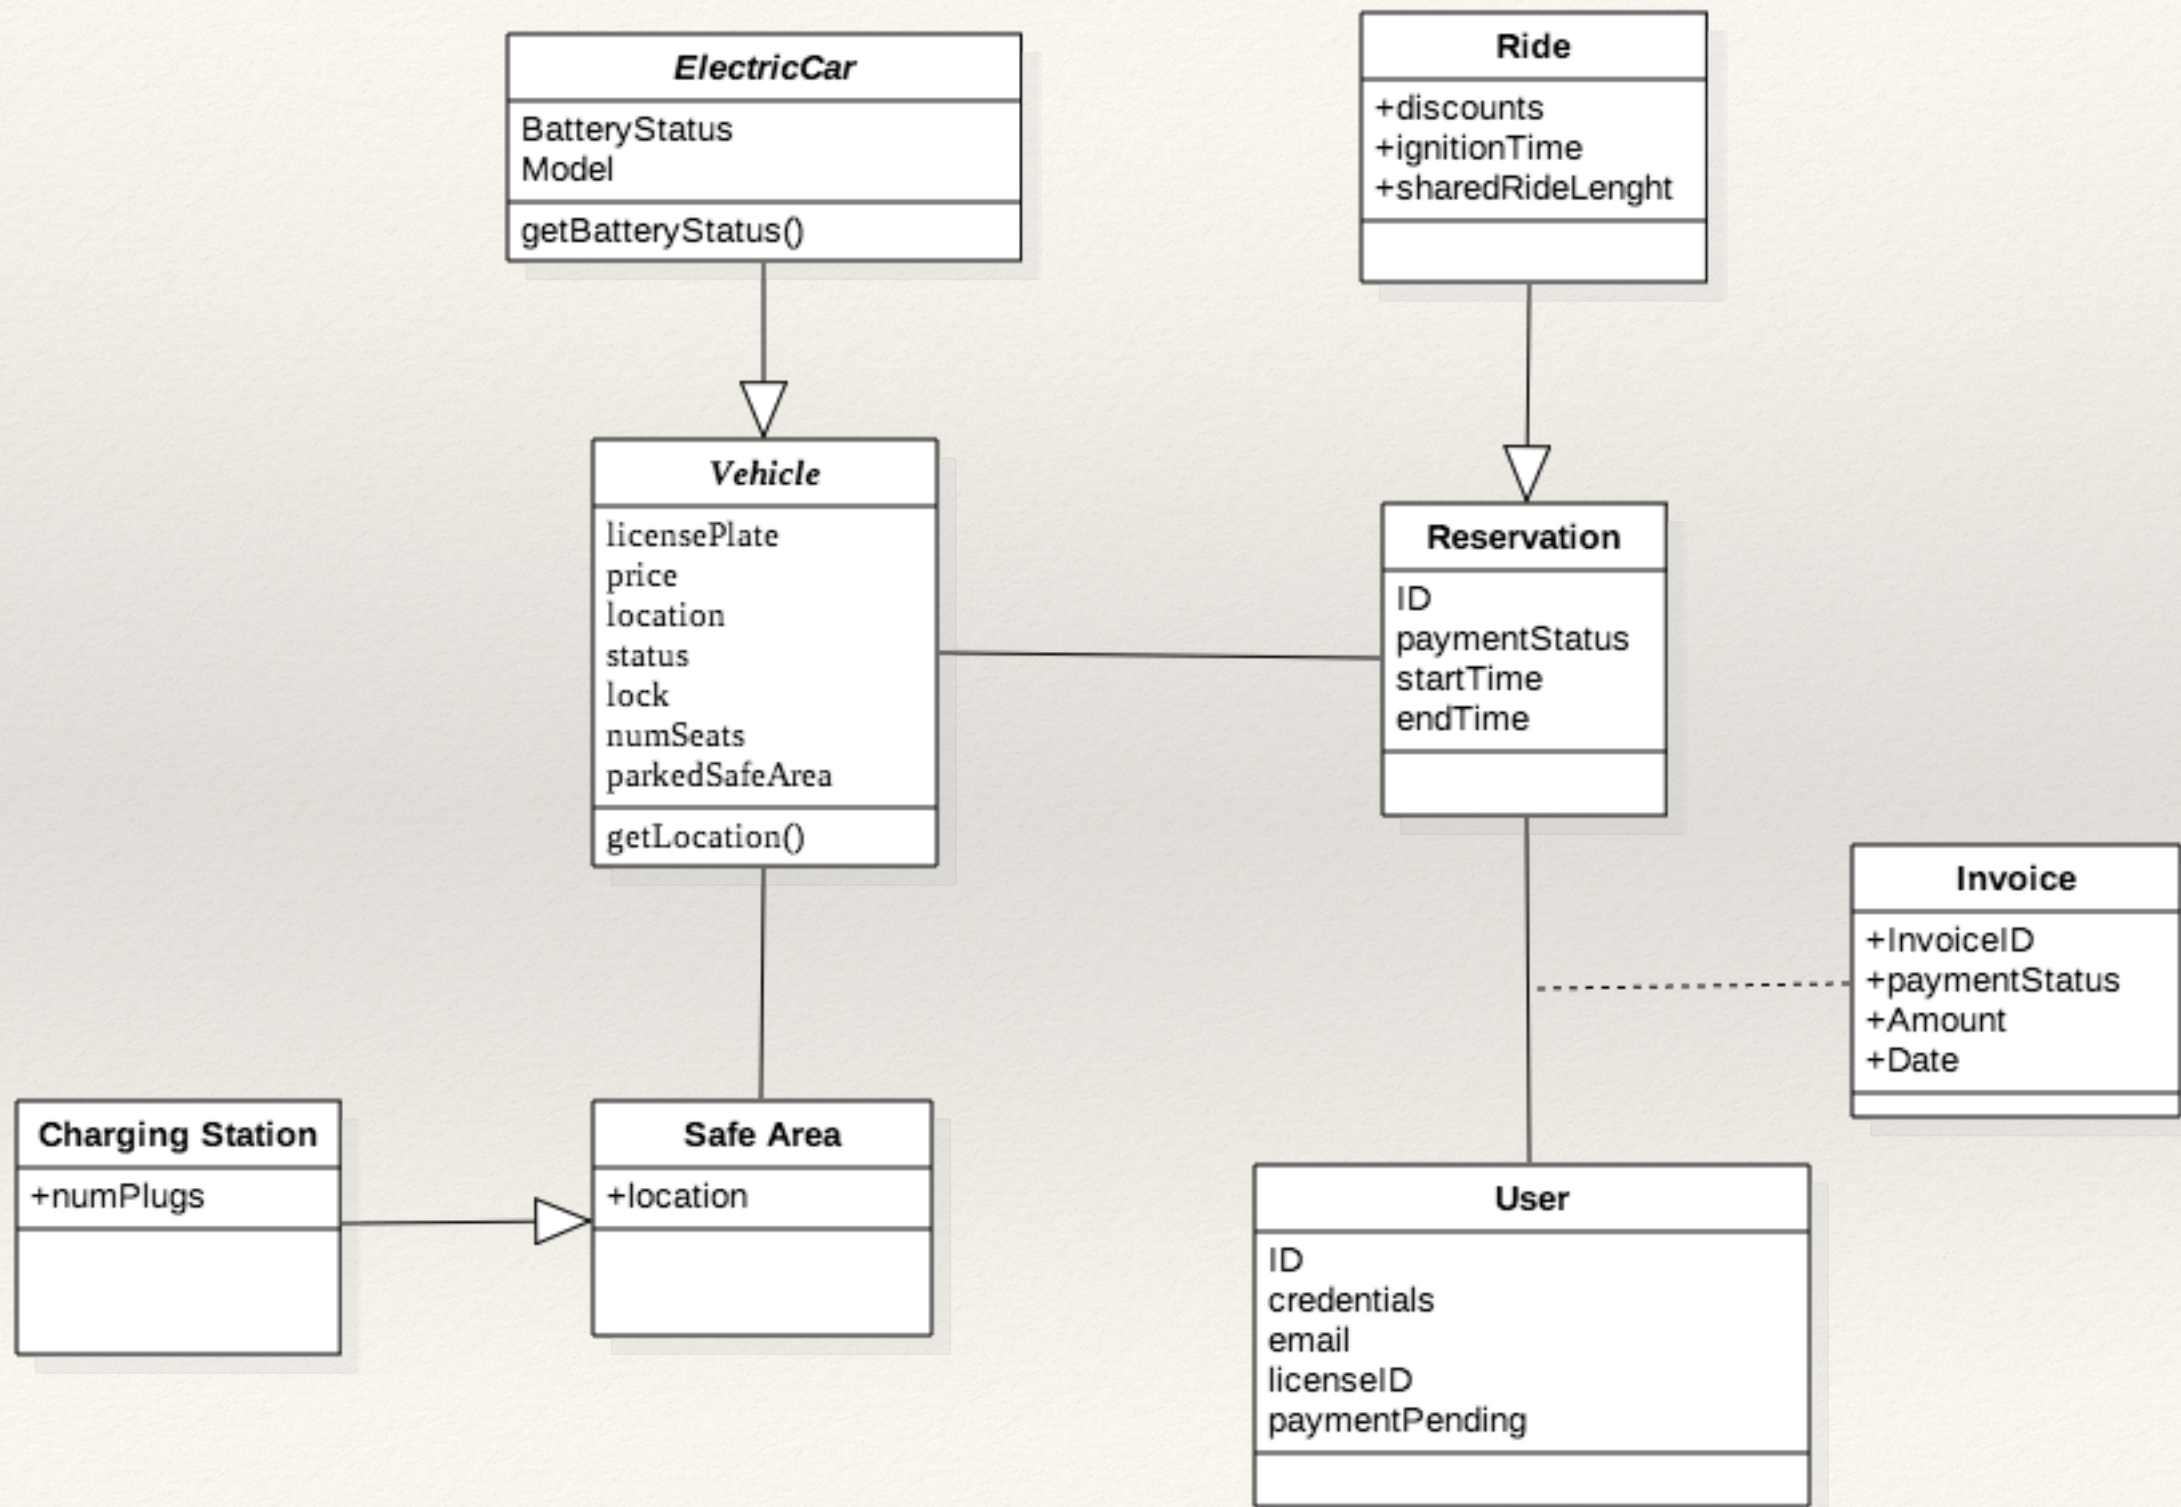 ElectricCar
BatteryStatus
Model
getBatteryStatus()
Ride
+discounts
+ignitionTime
+sharedRideLenght
Vehicle
licensePlate
price
location
status
lock
numSeats
parkedSafeArea
getLocation()
Reservation
ID
paymentStatus
startTime
endTime
Invoice
+InvoiceID
+paymentStatus
+Amount
+Date
Charging Station
+numPlugs
Safe Area
+location
User
ID
credentials
email
licenseID
paymentPending